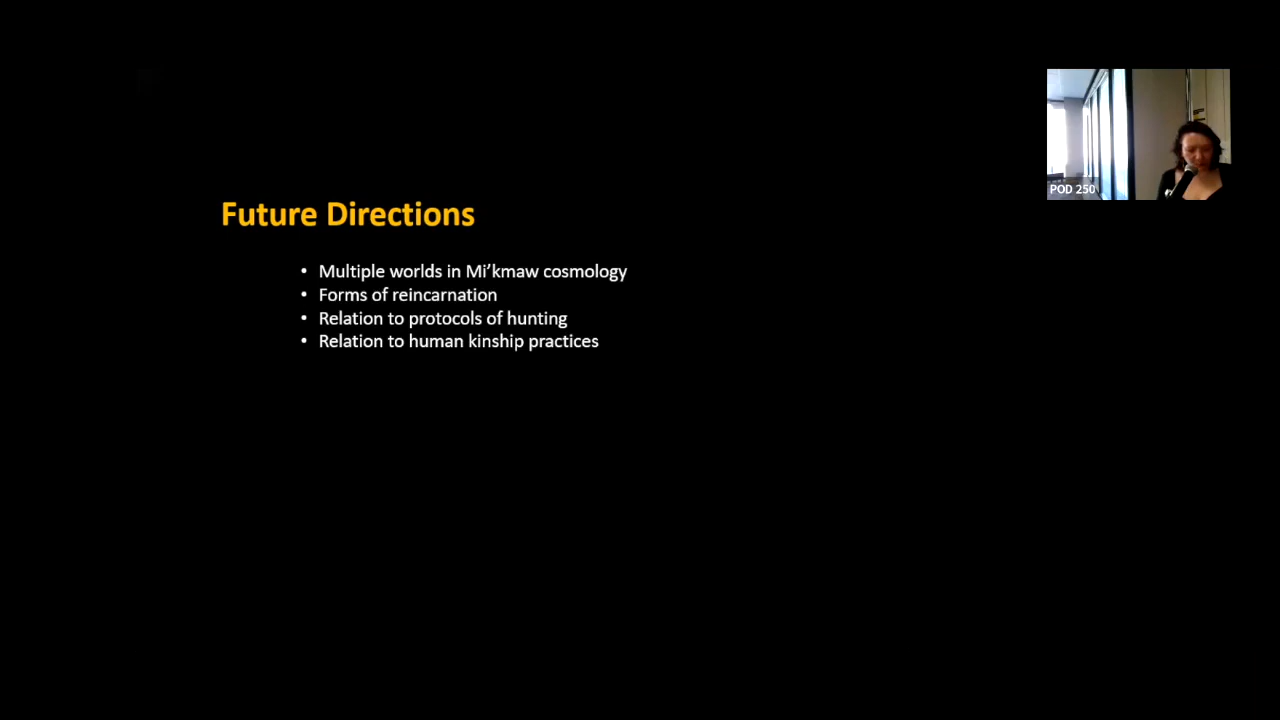 Future Directions
• Multiple worlds in Mi’kmaw cosmology
• Forms of reincarnation
• Relation to protocols of hunting
• Relation to human kinship practices
POD 250